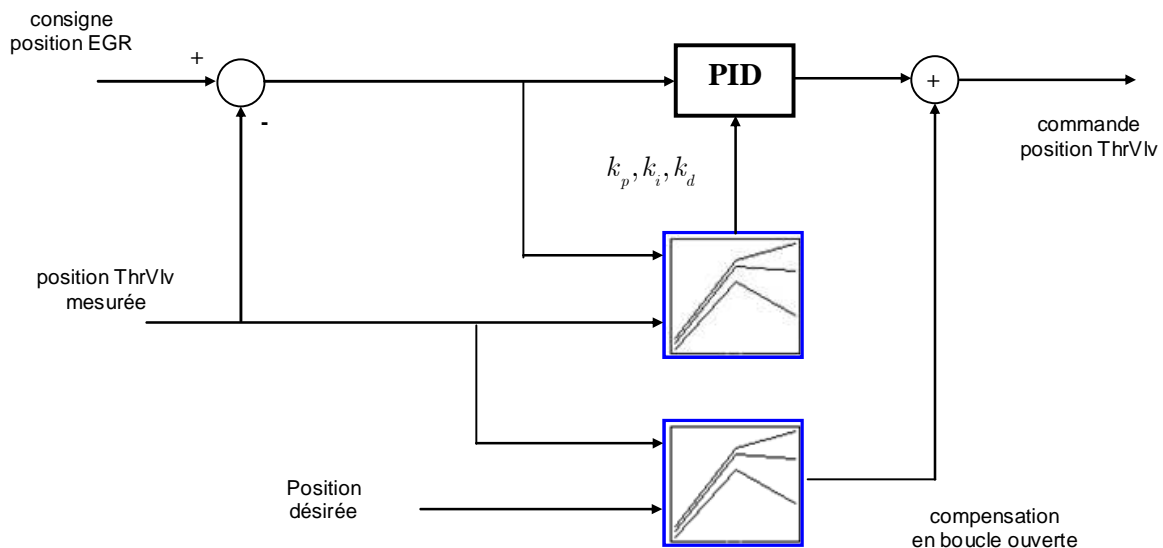 consigne
position EGR
+
PID
+
-
commande
position ThrVlv
k_p, k_i, k_d
position ThrVlv
mesurée
Position
désirée
compensation
en boucle ouverte